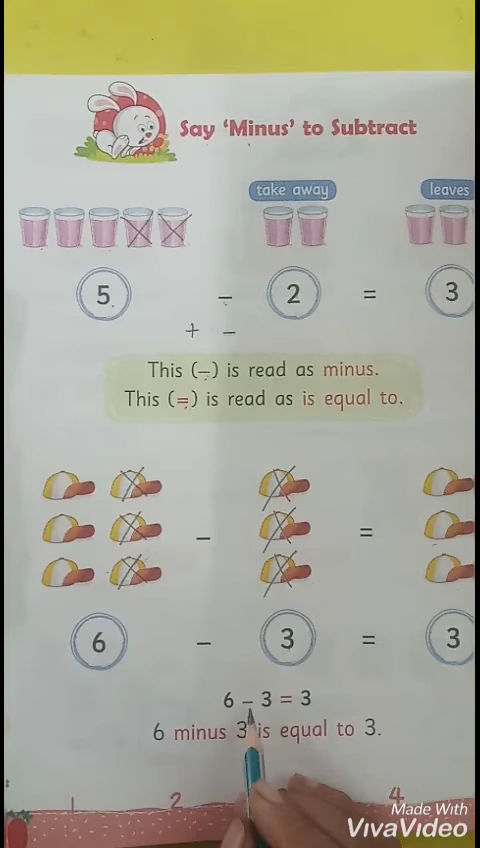 Say 'Minus' to Subtract
take away leaves
5 - 2 = 3
+ -
This (-) is read as minus.
This (=) is read as is equal to.
- =
6 - 3 = 3
6 - 3 = 3
6 minus 3 is equal to 3.
1 2 4
Made With
VivaVideo